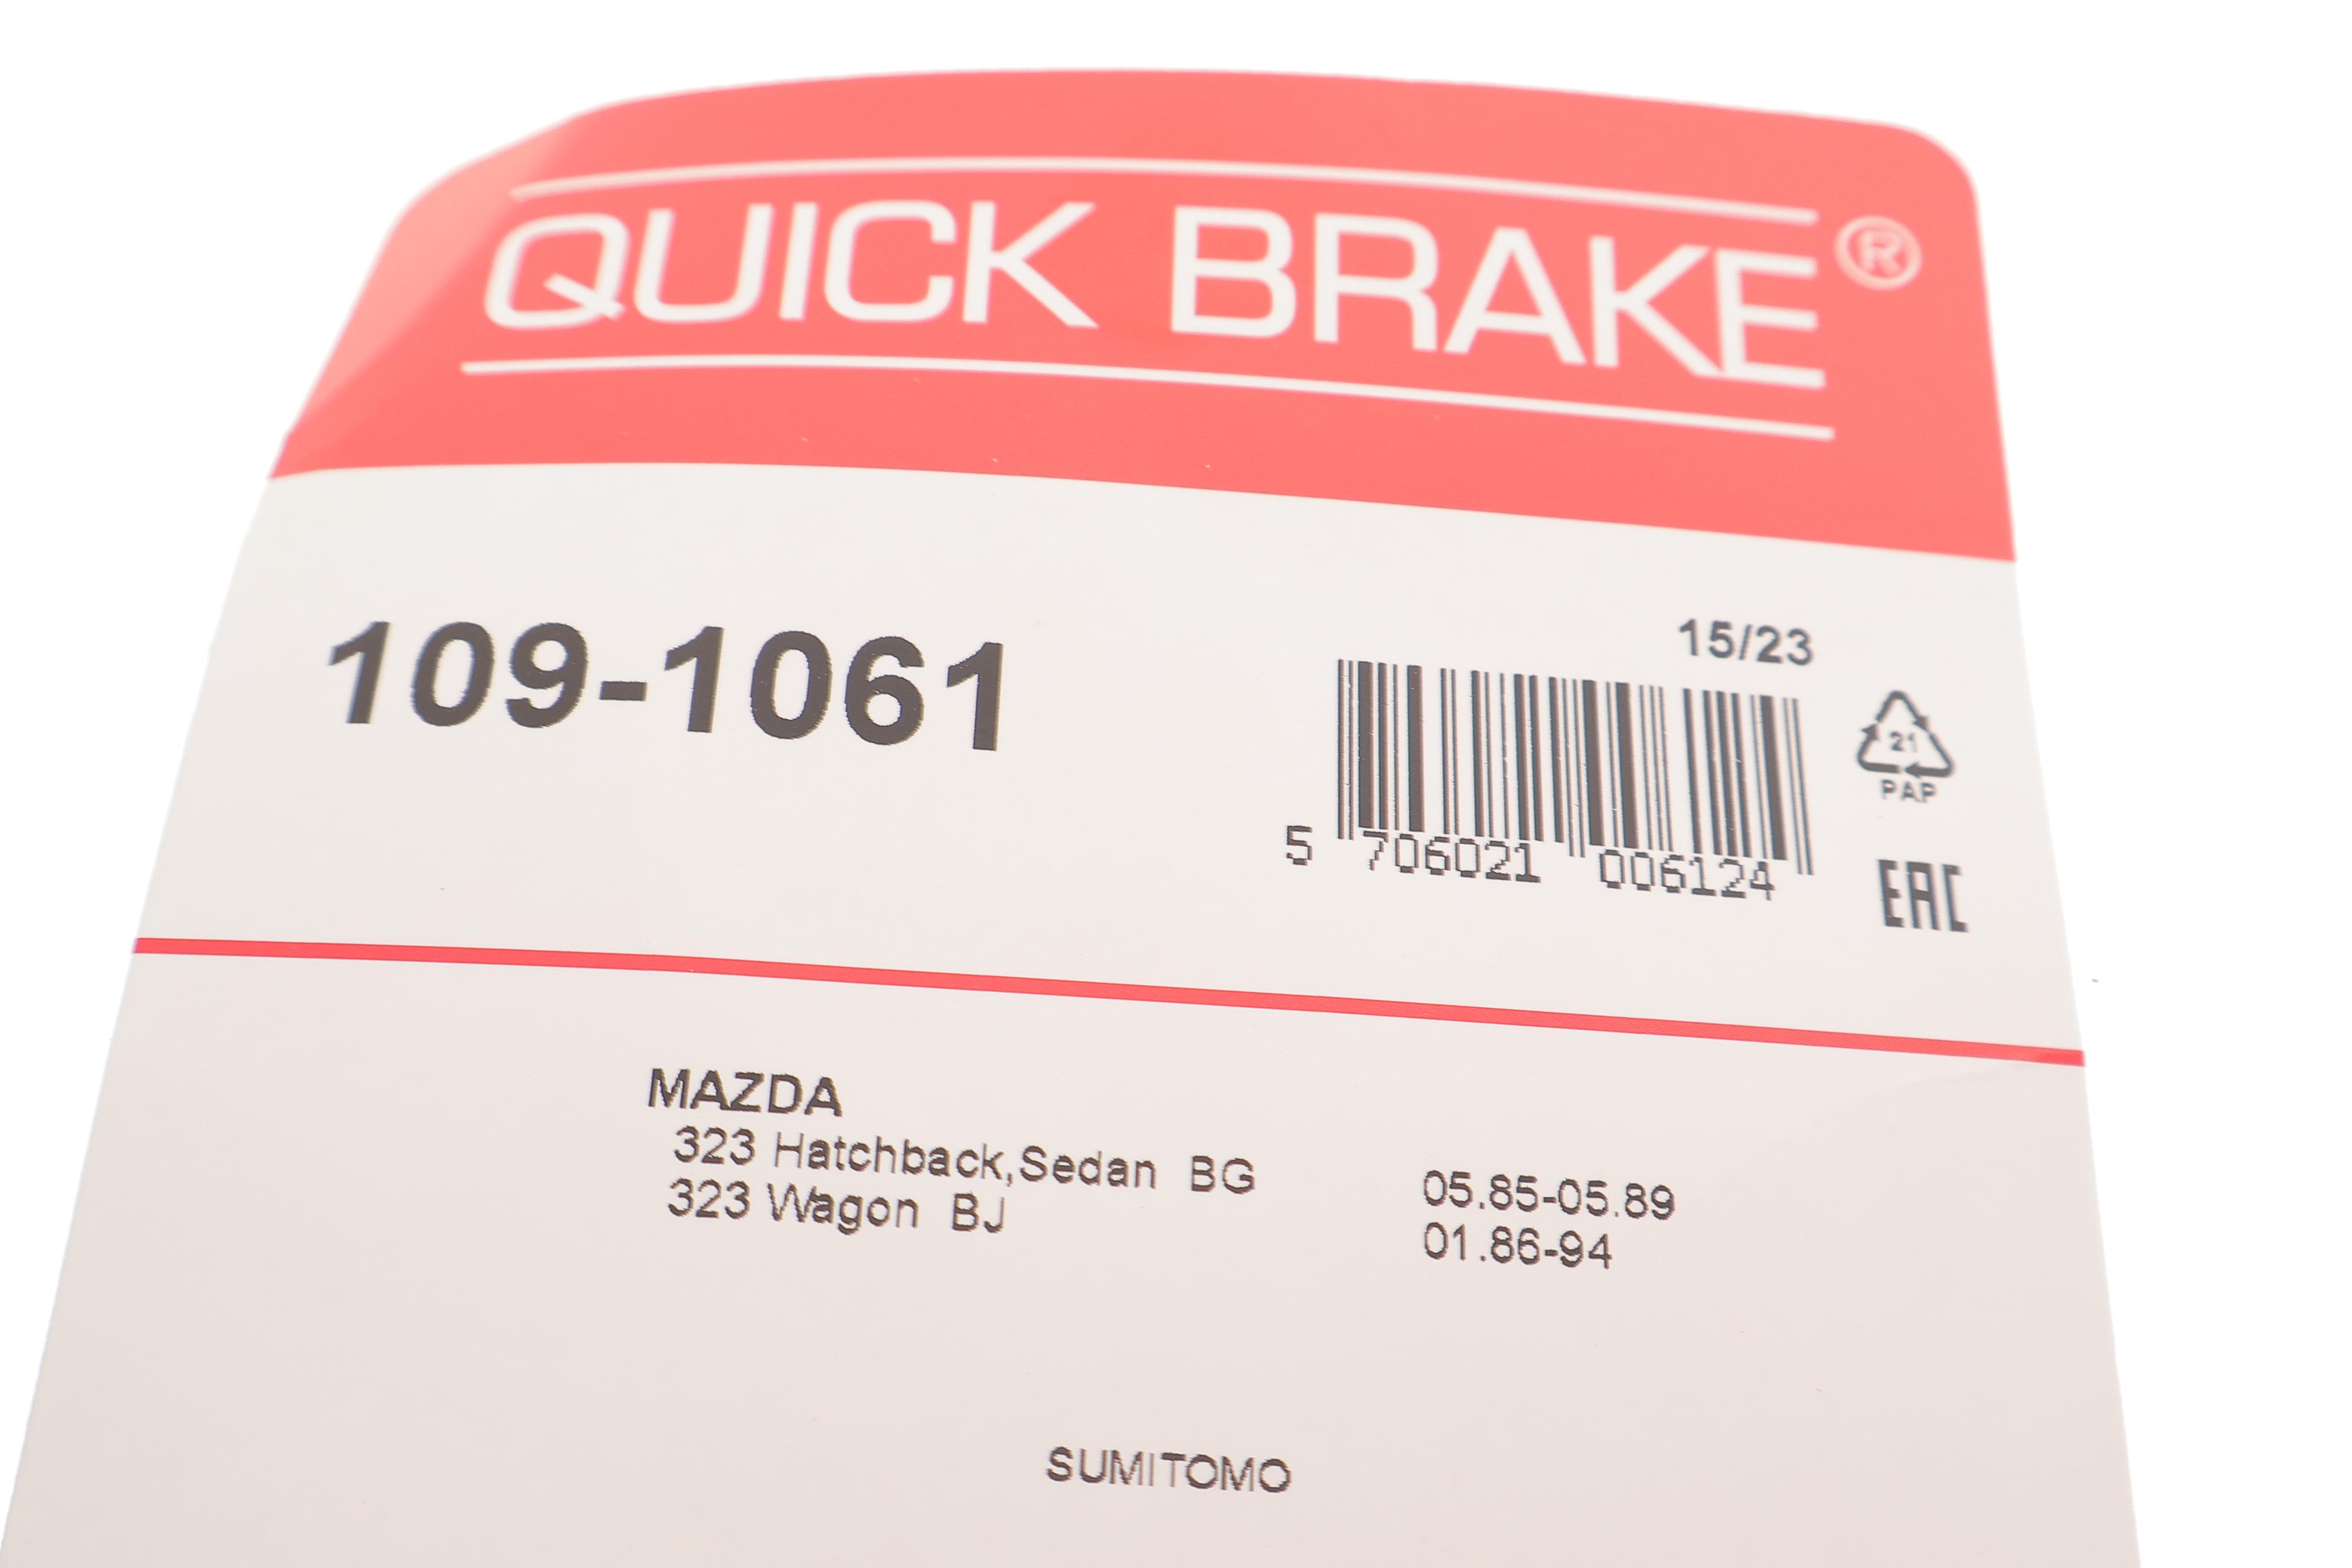 QUICK BRAKE®
109-1061
15/23
5 706021 006124
21
PAP
EAC
MAZDA
323 Hatchback,Sedan BG 05.85-05.89
323 Wagon BJ 01.86-94
SUMITOMO